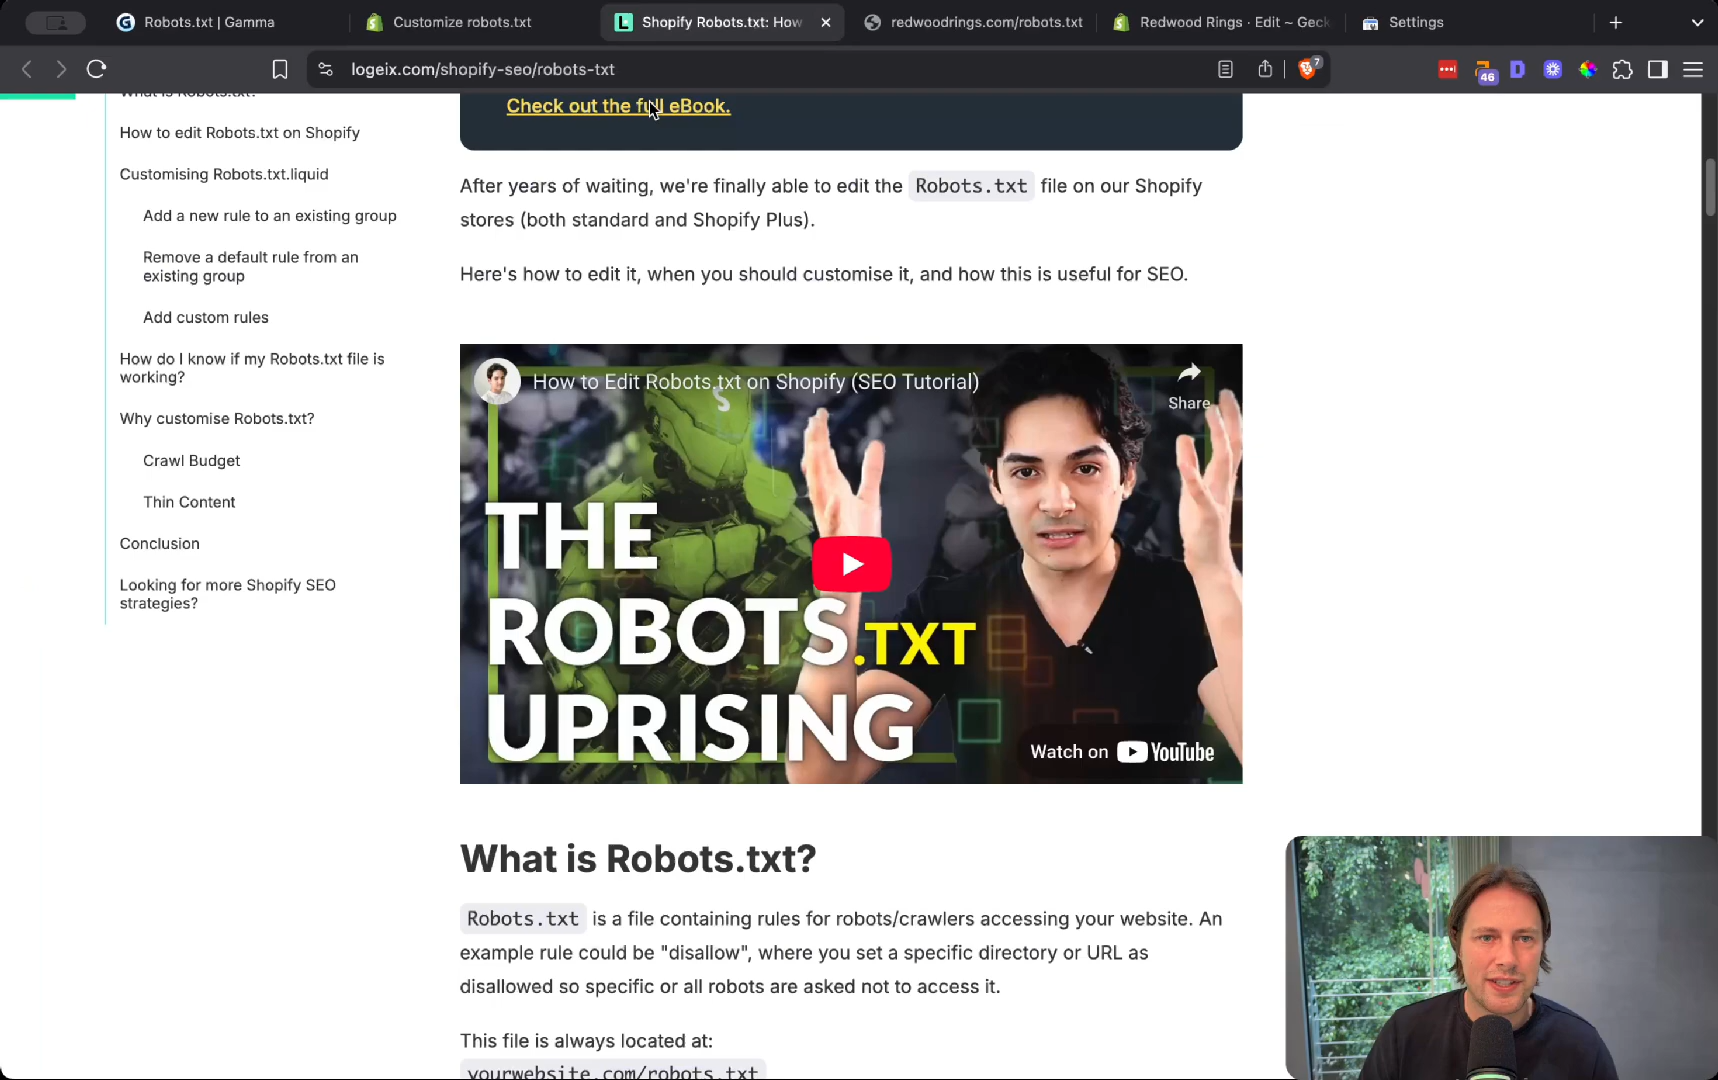 Robots.txt | Gamma
Customize robots.txt
Shopify Robots.txt: How
redwoodrings.com/robots.txt
Redwood Rings · Edit ~ Geck
Settings
logeix.com/shopify-seo/robots-txt
7
46
What is Robots.txt?
How to edit Robots.txt on Shopify
Customising Robots.txt.liquid
Add a new rule to an existing group
Remove a default rule from an
existing group
Add custom rules
How do I know if my Robots.txt file is
working?
Why customise Robots.txt?
Crawl Budget
Thin Content
Conclusion
Looking for more Shopify SEO
strategies?
Check out the full eBook.
After years of waiting, we're finally able to edit the Robots.txt file on our Shopify
stores (both standard and Shopify Plus).
Here's how to edit it, when you should customise it, and how this is useful for SEO.
How to Edit Robots.txt on Shopify (SEO Tutorial)
Share
THE
ROBOTS.TXT
UPRISING
Watch on YouTube
What is Robots.txt?
Robots.txt is a file containing rules for robots/crawlers accessing your website. An
example rule could be "disallow", where you set a specific directory or URL as
disallowed so specific or all robots are asked not to access it.
This file is always located at:
yourwebsite.com/robots.txt